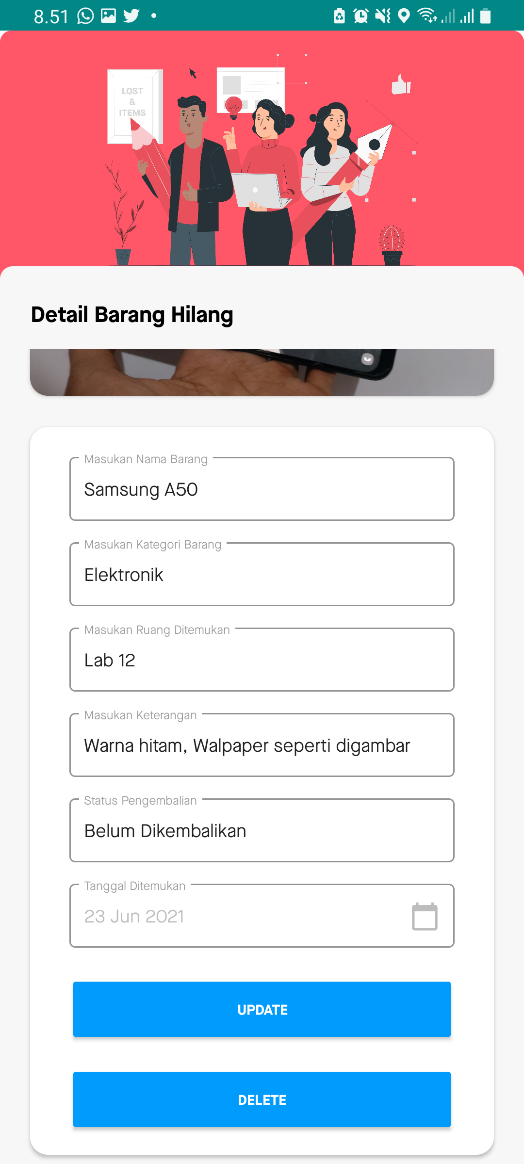 8.51
LOST
&
ITEMS
Detail Barang Hilang
Masukan Nama Barang
Samsung A50
Masukan Kategori Barang
Elektronik
Masukan Ruang Ditemukan
Lab 12
Masukan Keterangan
Warna hitam, Walpaper seperti digambar
Status Pengembalian
Belum Dikembalikan
Tanggal Ditemukan
23 Jun 2021
UPDATE
DELETE